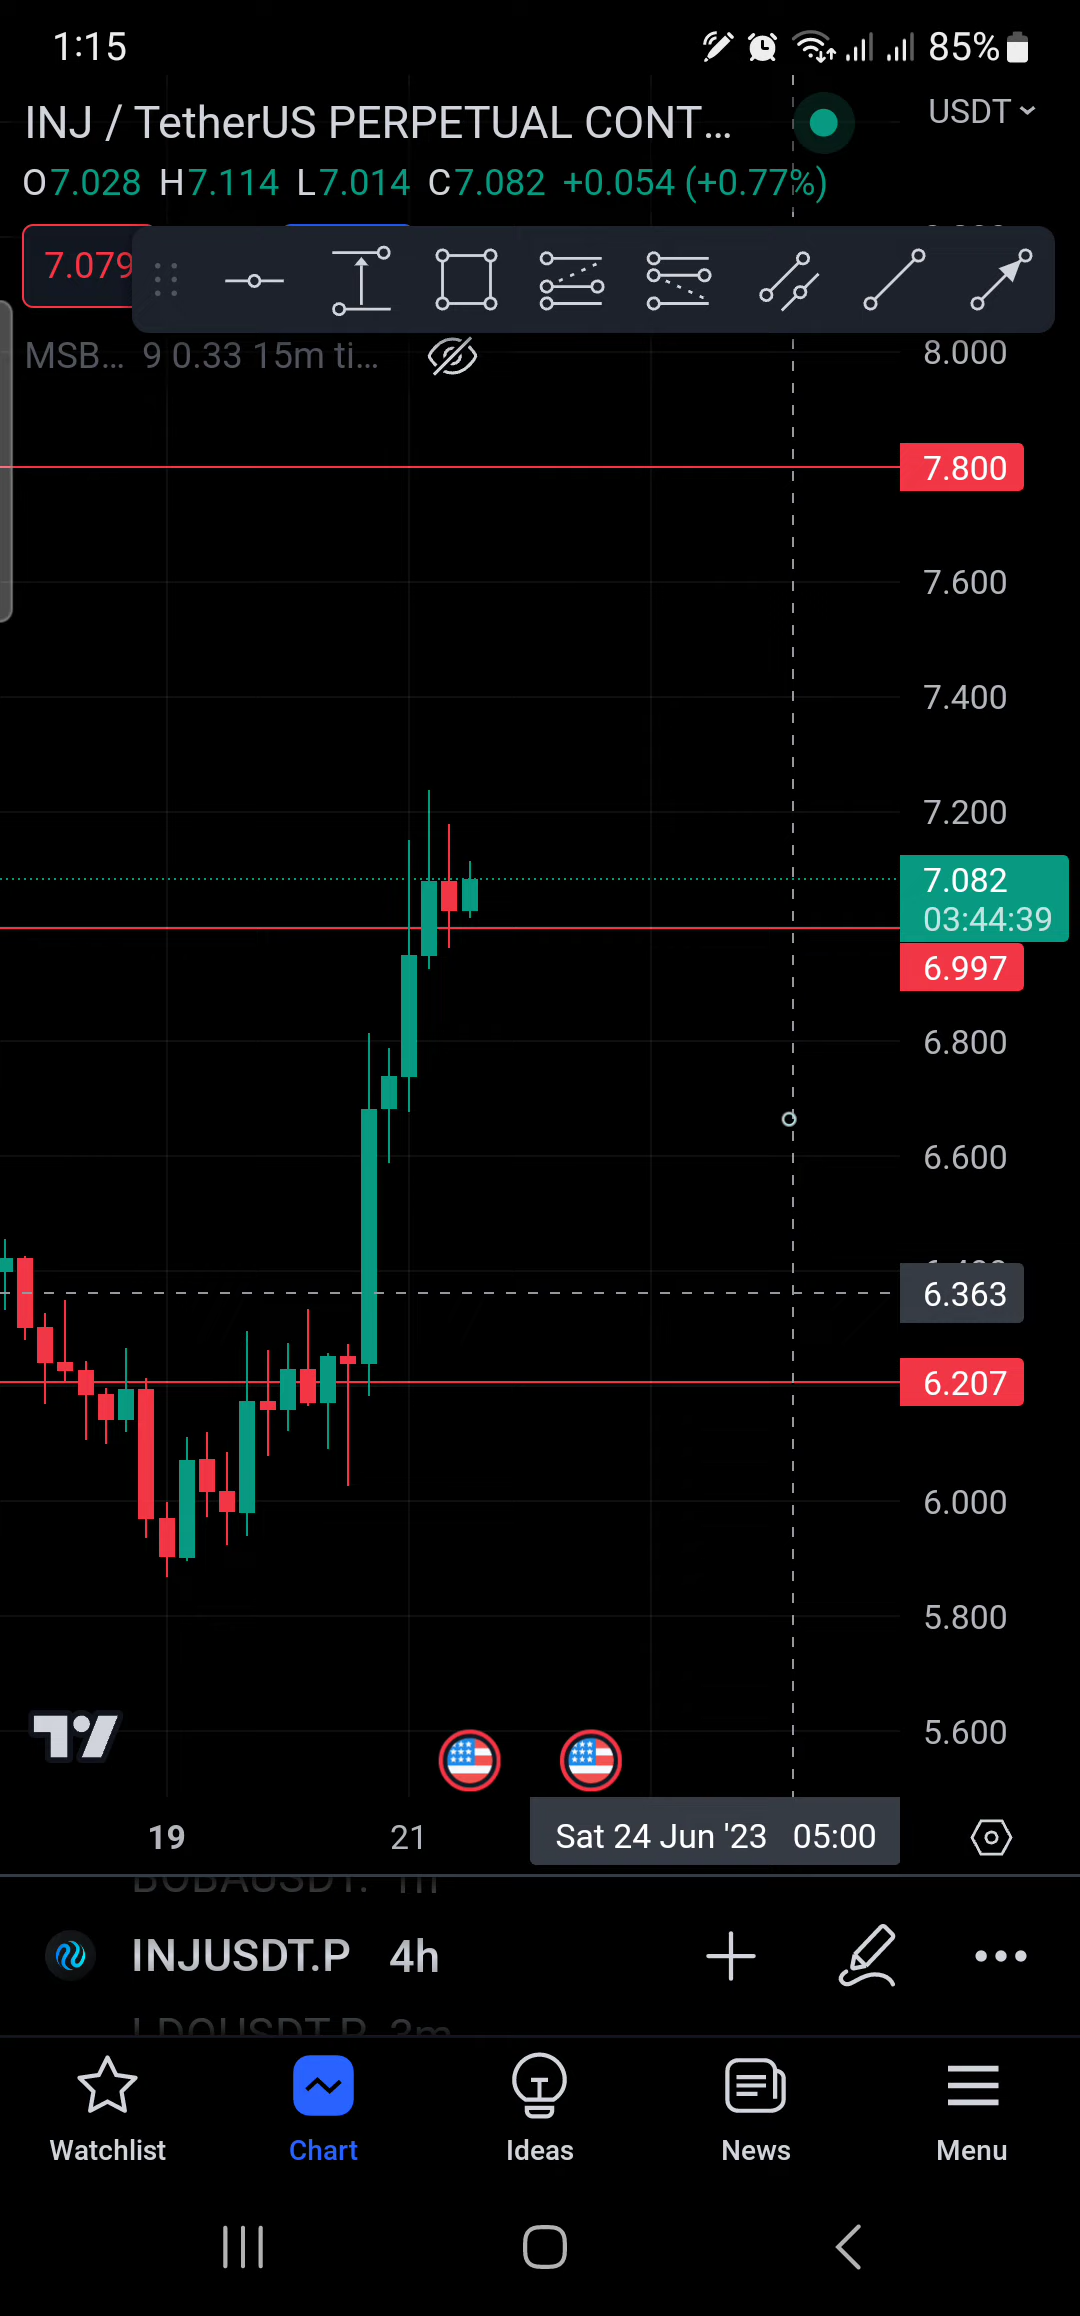 1:15 85%
INJ / TetherUS PERPETUAL CONT... USDT
O7.028 H7.114 L7.014 C7.082 +0.054 (+0.77%)
7.079
MSB... 9 0.33 15m ti...
8.000
7.800
7.600
7.400
7.200
7.082
03:44:39
6.997
6.800
6.600
6.363
6.207
6.000
5.800
5.600
19 21 Sat 24 Jun '23 05:00
BOBAUSDT.
INJUSDT.P 4h
LDOUSDT.P 3m
Watchlist Chart Ideas News Menu